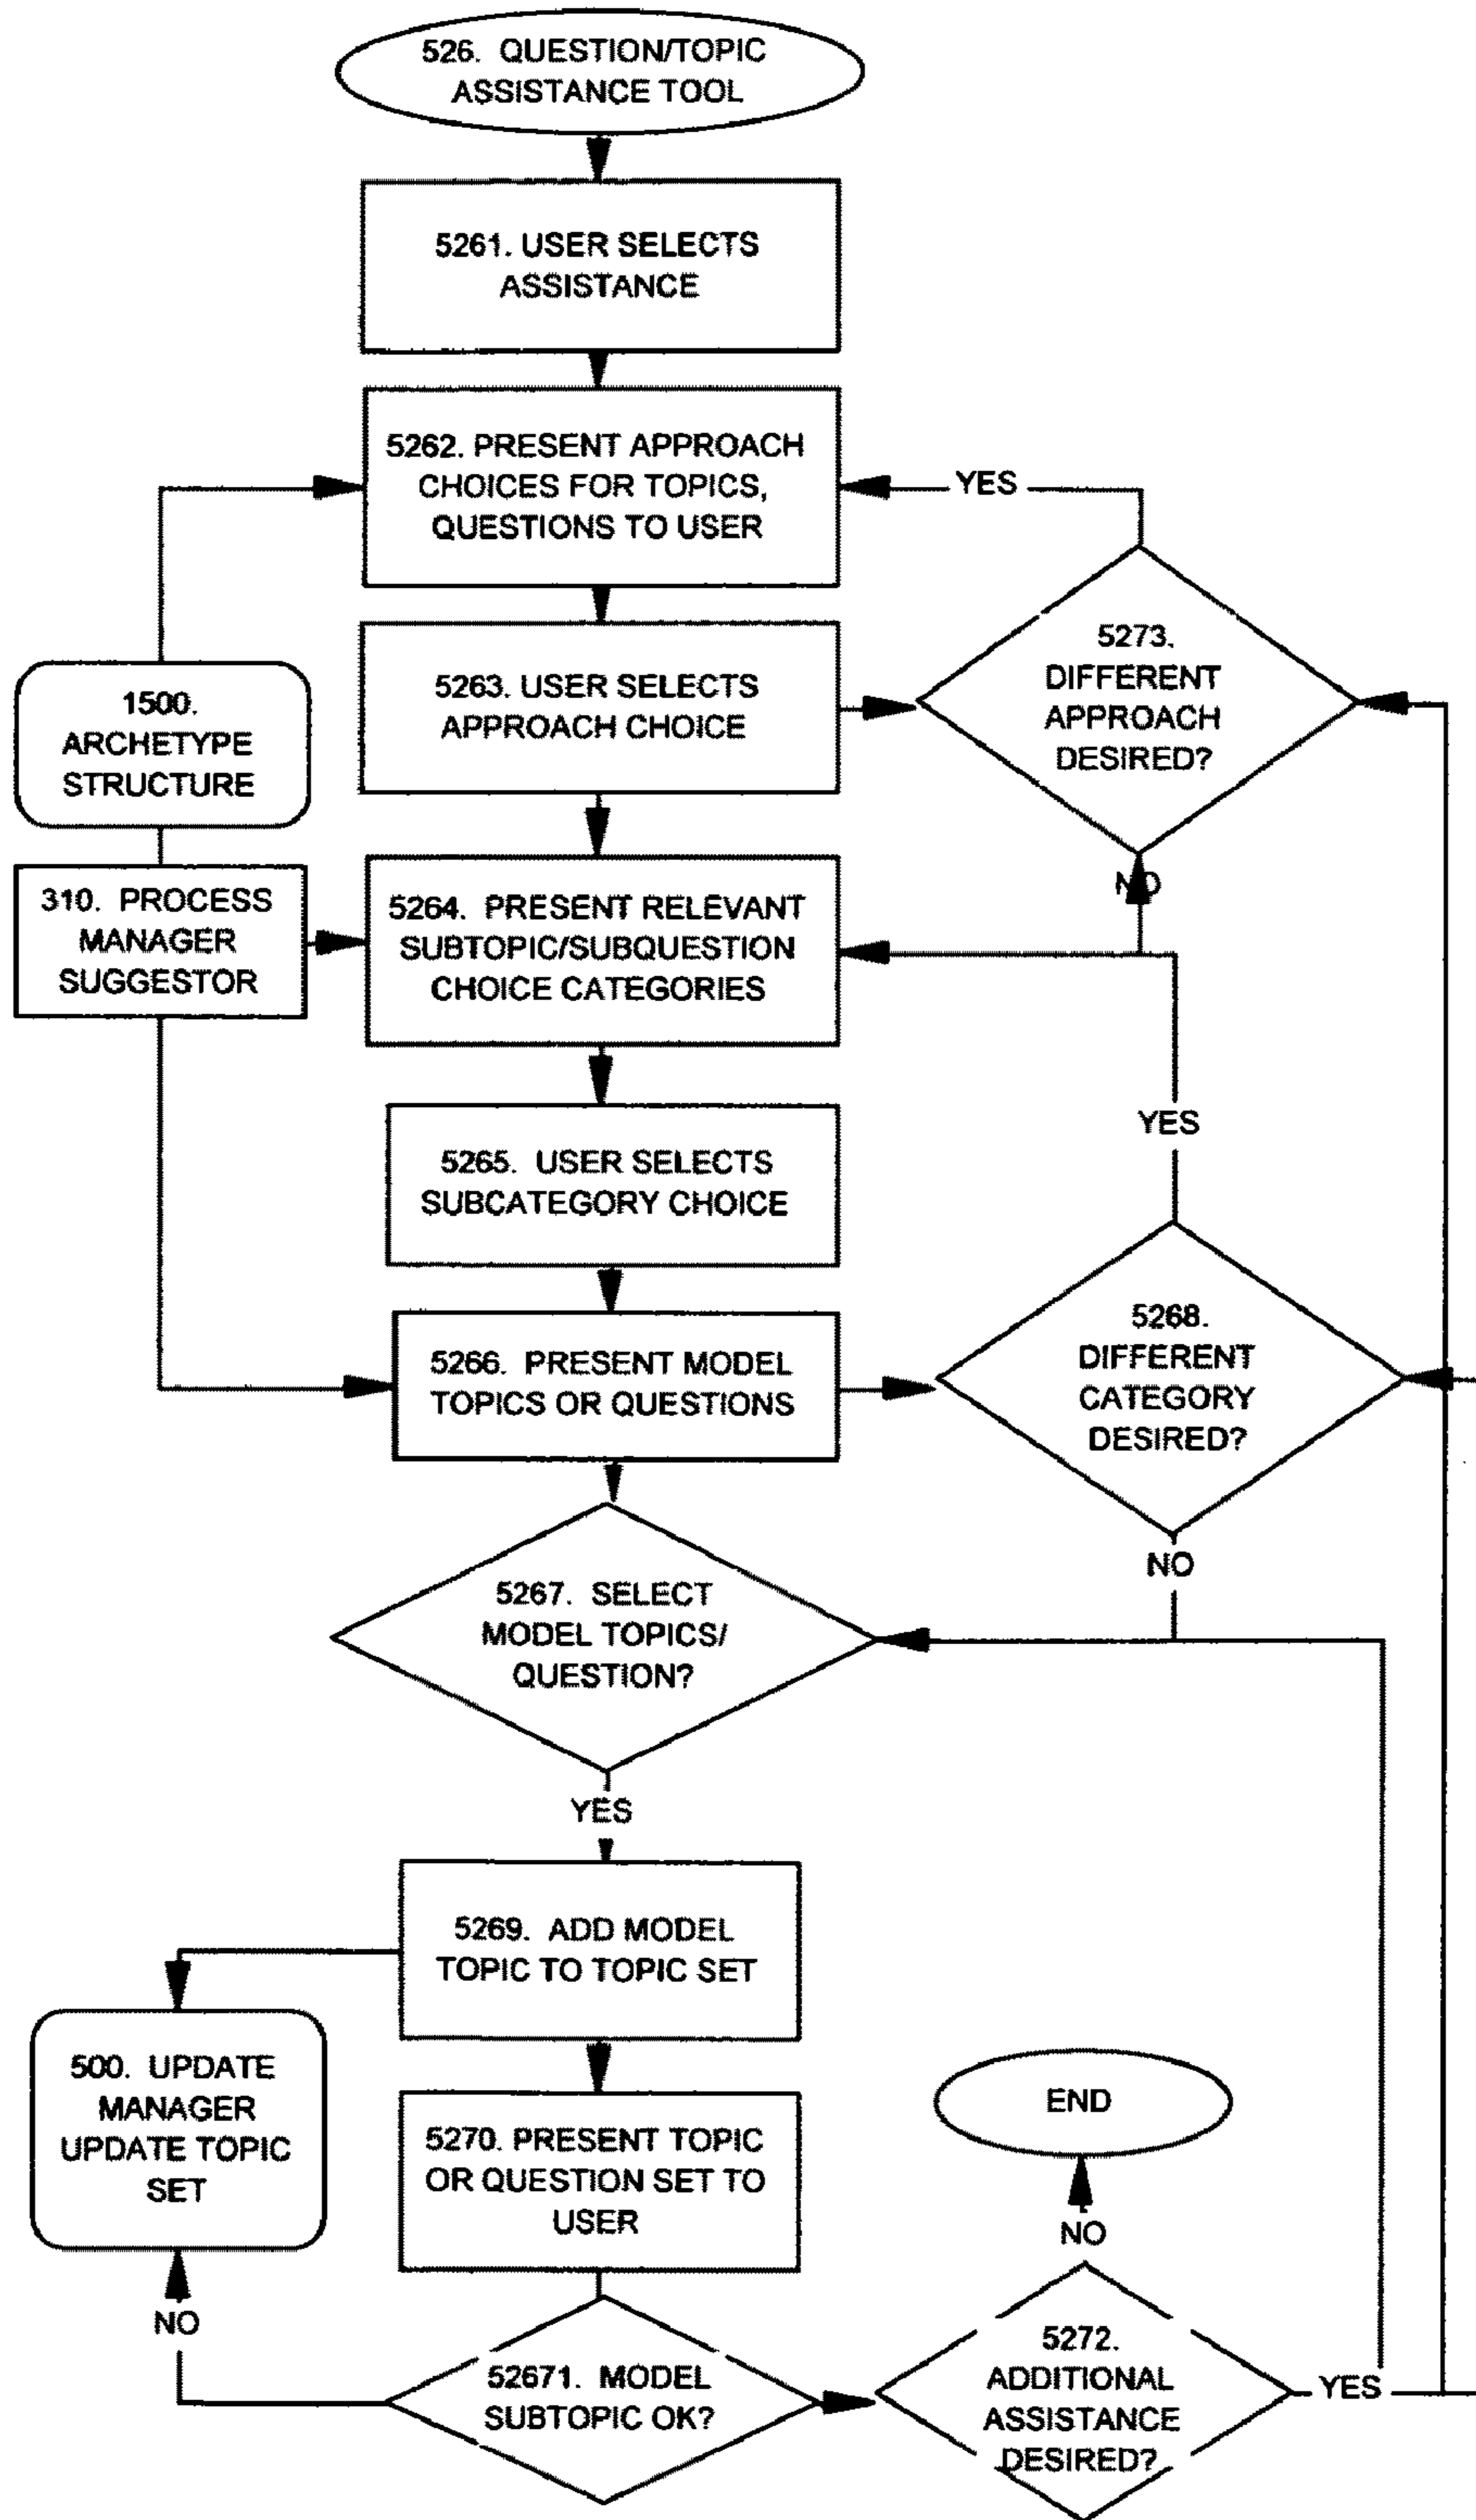 526. QUESTION/TOPIC
ASSISTANCE TOOL
5261. USER SELECTS
ASSISTANCE
5262. PRESENT APPROACH
CHOICES FOR TOPICS,
QUESTIONS TO USER
YES
5263. USER SELECTS
APPROACH CHOICE
5273.
DIFFERENT
APPROACH
DESIRED?
1500.
ARCHETYPE
STRUCTURE
NO
310. PROCESS
MANAGER
SUGGESTOR
5264. PRESENT RELEVANT
SUBTOPIC/SUBQUESTION
CHOICE CATEGORIES
YES
5265. USER SELECTS
SUBCATEGORY CHOICE
5266. PRESENT MODEL
TOPICS OR QUESTIONS
5268.
DIFFERENT
CATEGORY
DESIRED?
NO
5267. SELECT
MODEL TOPICS/
QUESTION?
YES
5269. ADD MODEL
TOPIC TO TOPIC SET
500. UPDATE
MANAGER
UPDATE TOPIC
SET
5270. PRESENT TOPIC
OR QUESTION SET TO
USER
END
NO
NO
52671. MODEL
SUBTOPIC OK?
5272.
ADDITIONAL
ASSISTANCE
DESIRED?
YES